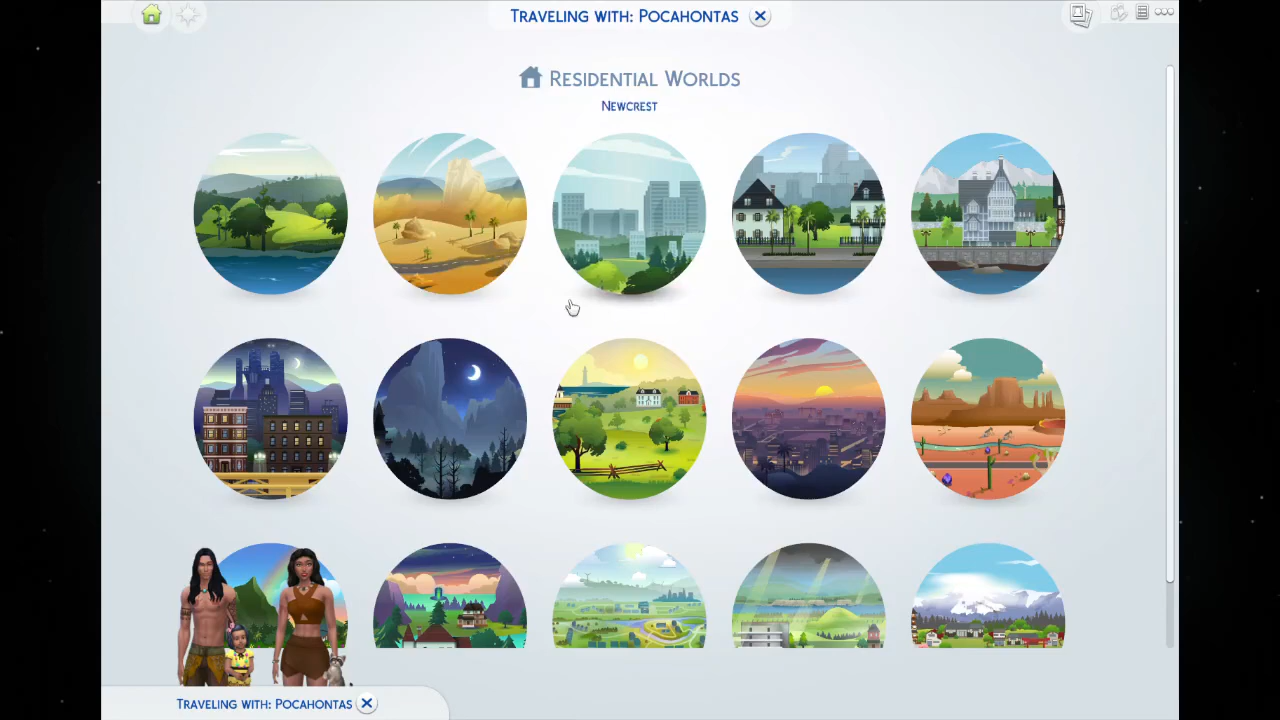 TRAVELING WITH: POCAHONTAS
RESIDENTIAL WORLDS
NEWCREST
TRAVELING WITH: POCAHONTAS